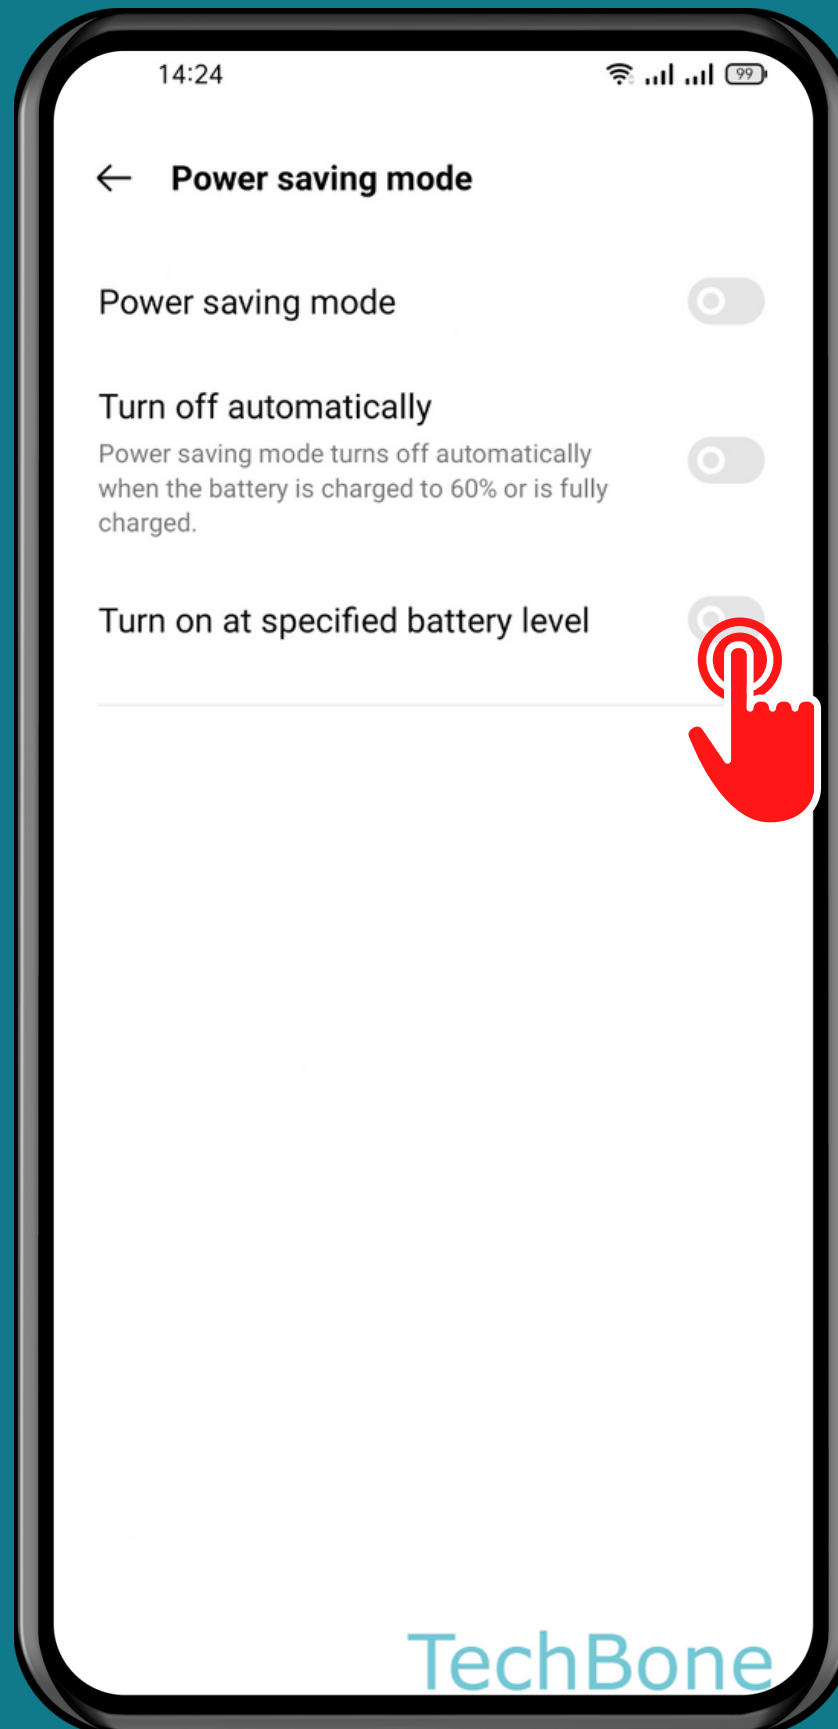 14:24
99
Power saving mode
Power saving mode
Turn off automatically
Power saving mode turns off automatically
when the battery is charged to 60% or is fully
charged.
Turn on at specified battery level
TechBone